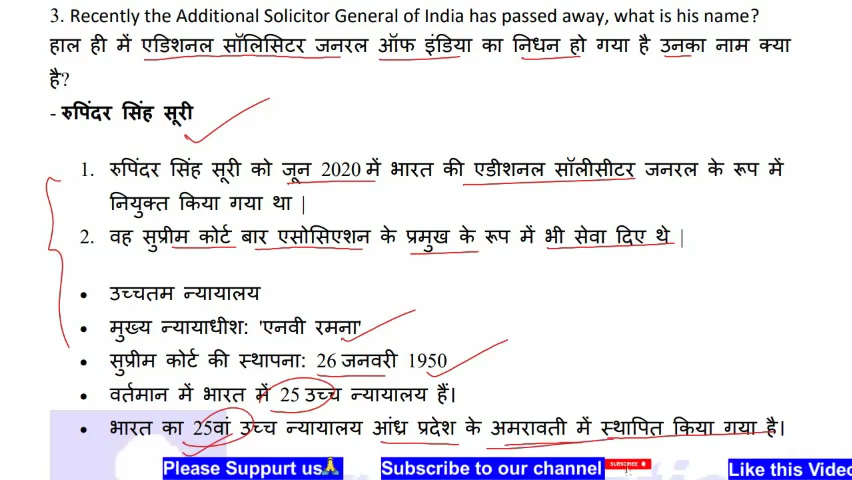 3. Recently the Additional Solicitor General of India has passed away, what is his name?
हाल ही में एडिशनल सॉलिसिटर जनरल ऑफ इंडिया का निधन हो गया है उनका नाम क्या
है?
- रुपिंदर सिंह सूरी
1. रुपिंदर सिंह सूरी को जून 2020 में भारत की एडीशनल सॉलीसीटर जनरल के रूप में
नियुक्त किया गया था |
2. वह सुप्रीम कोर्ट बार एसोसिएशन के प्रमुख के रूप में भी सेवा दिए थे |
• उच्चतम न्यायालय
• मुख्य न्यायाधीश: 'एनवी रमना'
• सुप्रीम कोर्ट की स्थापना: 26 जनवरी 1950
• वर्तमान में भारत में 25 उच्च न्यायालय हैं।
• भारत का 25वां उच्च न्यायालय आंध्र प्रदेश के अमरावती में स्थापित किया गया है।
Please Suppurt us🙏 Subscribe to our channel SUBSCRIBE Like this Video